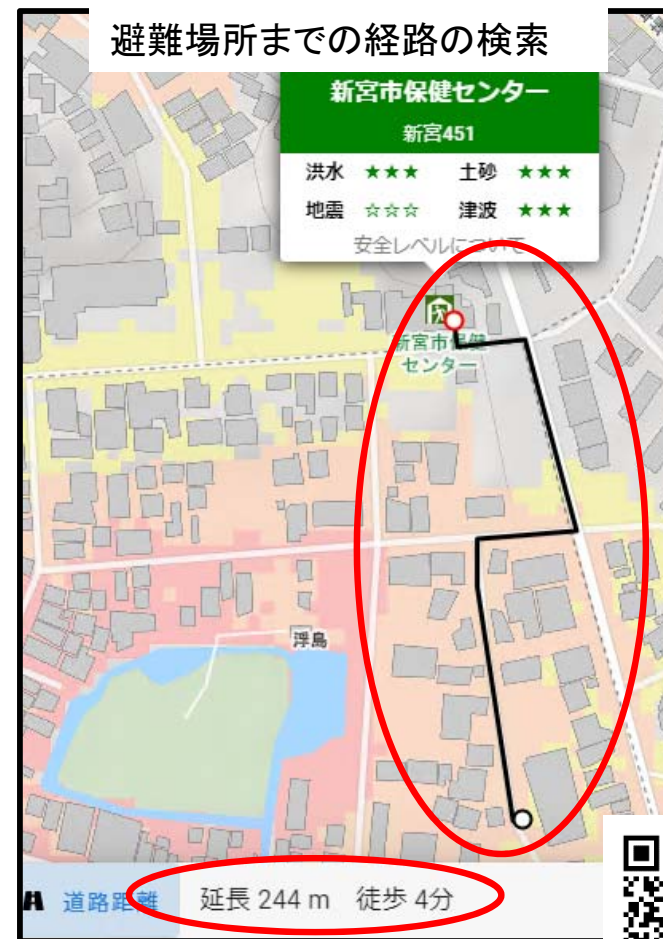 避難場所までの経路の検索
新宮市保健センター
新宮451
洪水 ★★★ 土砂 ★★★
地震 ☆☆☆ 津波 ★★★
安全レベルについて
新宮市保健
センター
浮島
道路距離 延長 244 m 徒歩 4分